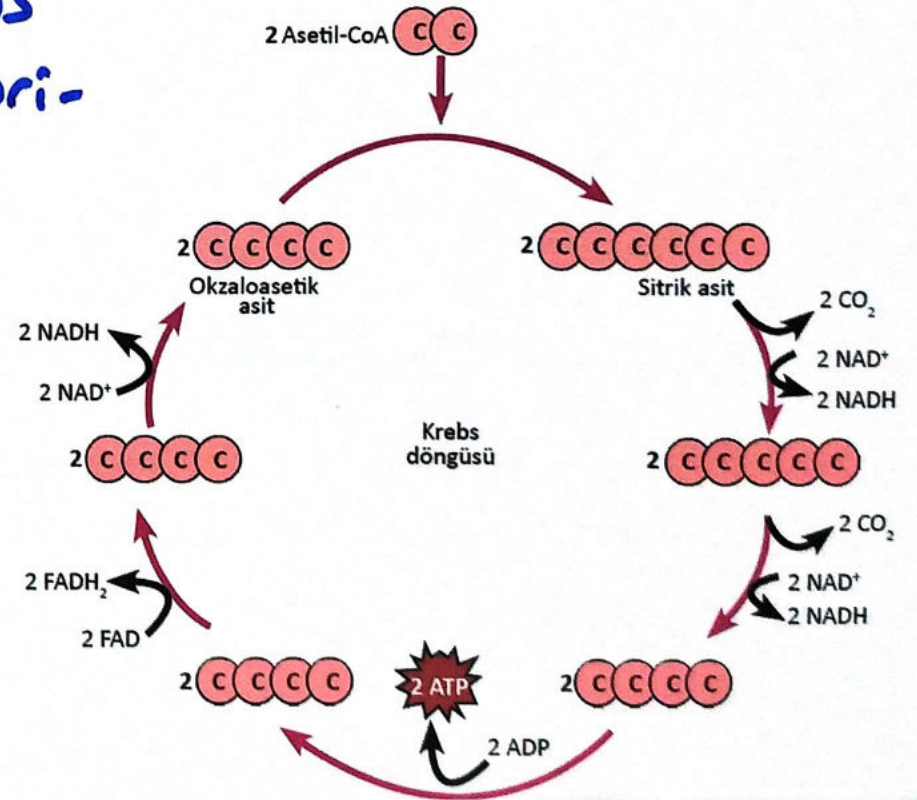 ori-
2 Asetil-CoA C C
2 C C C C
Okzaloasetik
asit
2 C C C C C C
Sitrik asit
2 CO₂
2 NAD⁺
2 NADH
2 C C C C C
2 CO₂
2 NAD⁺
2 NADH
2 C C C C
2 ADP
2 ATP
2 C C C C
2 FAD
2 FADH₂
2 C C C C
2 NAD⁺
2 NADH
Krebs
döngüsü